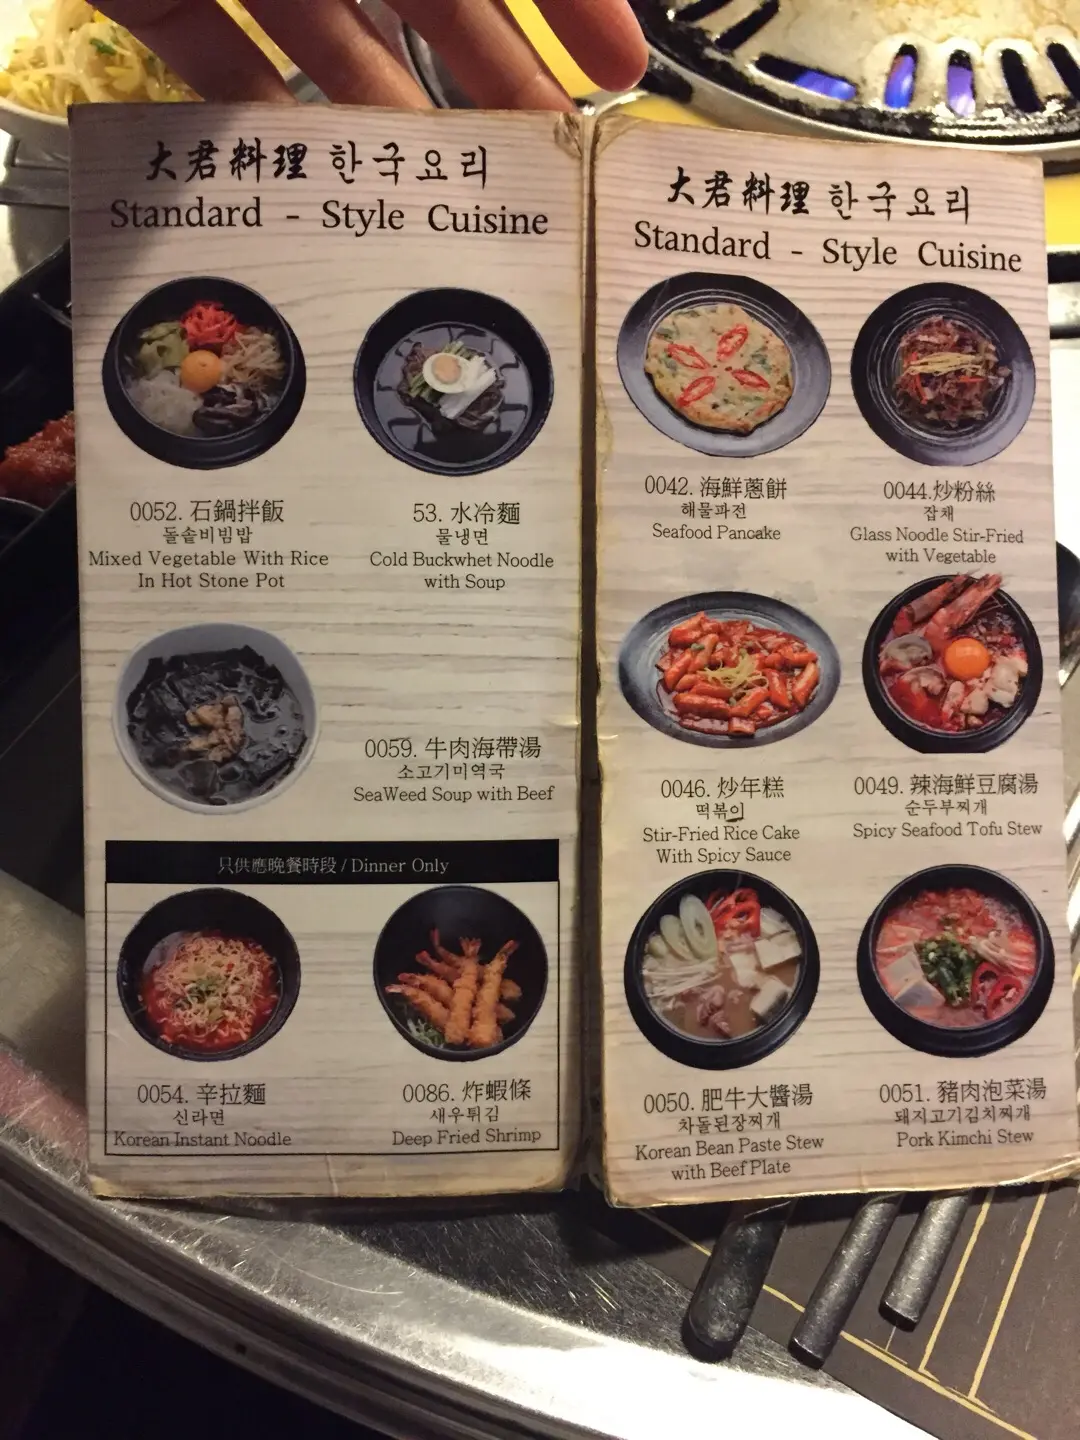 大君料理 한국요리
Standard - Style Cuisine
0052. 石鍋拌飯
돌솥비빔밥
Mixed Vegetable With Rice
In Hot Stone Pot
53. 水冷麵
물냉면
Cold Buckwhet Noodle
with Soup
0059. 牛肉海帶湯
소고기미역국
SeaWeed Soup with Beef
只供應晚餐時段 / Dinner Only
0054. 辛拉麵
신라면
Korean Instant Noodle
0086. 炸蝦條
새우튀김
Deep Fried Shrimp
大君料理 한국요리
Standard - Style Cuisine
0042. 海鮮蔥餅
해물파전
Seafood Pancake
0044.炒粉絲
잡채
Glass Noodle Stir-Fried
with Vegetable
0046. 炒年糕
떡볶이
Stir-Fried Rice Cake
With Spicy Sauce
0049. 辣海鮮豆腐湯
순두부찌개
Spicy Seafood Tofu Stew
0050. 肥牛大醬湯
차돌된장찌개
Korean Bean Paste Stew
with Beef Plate
0051. 豬肉泡菜湯
돼지고기김치찌개
Pork Kimchi Stew